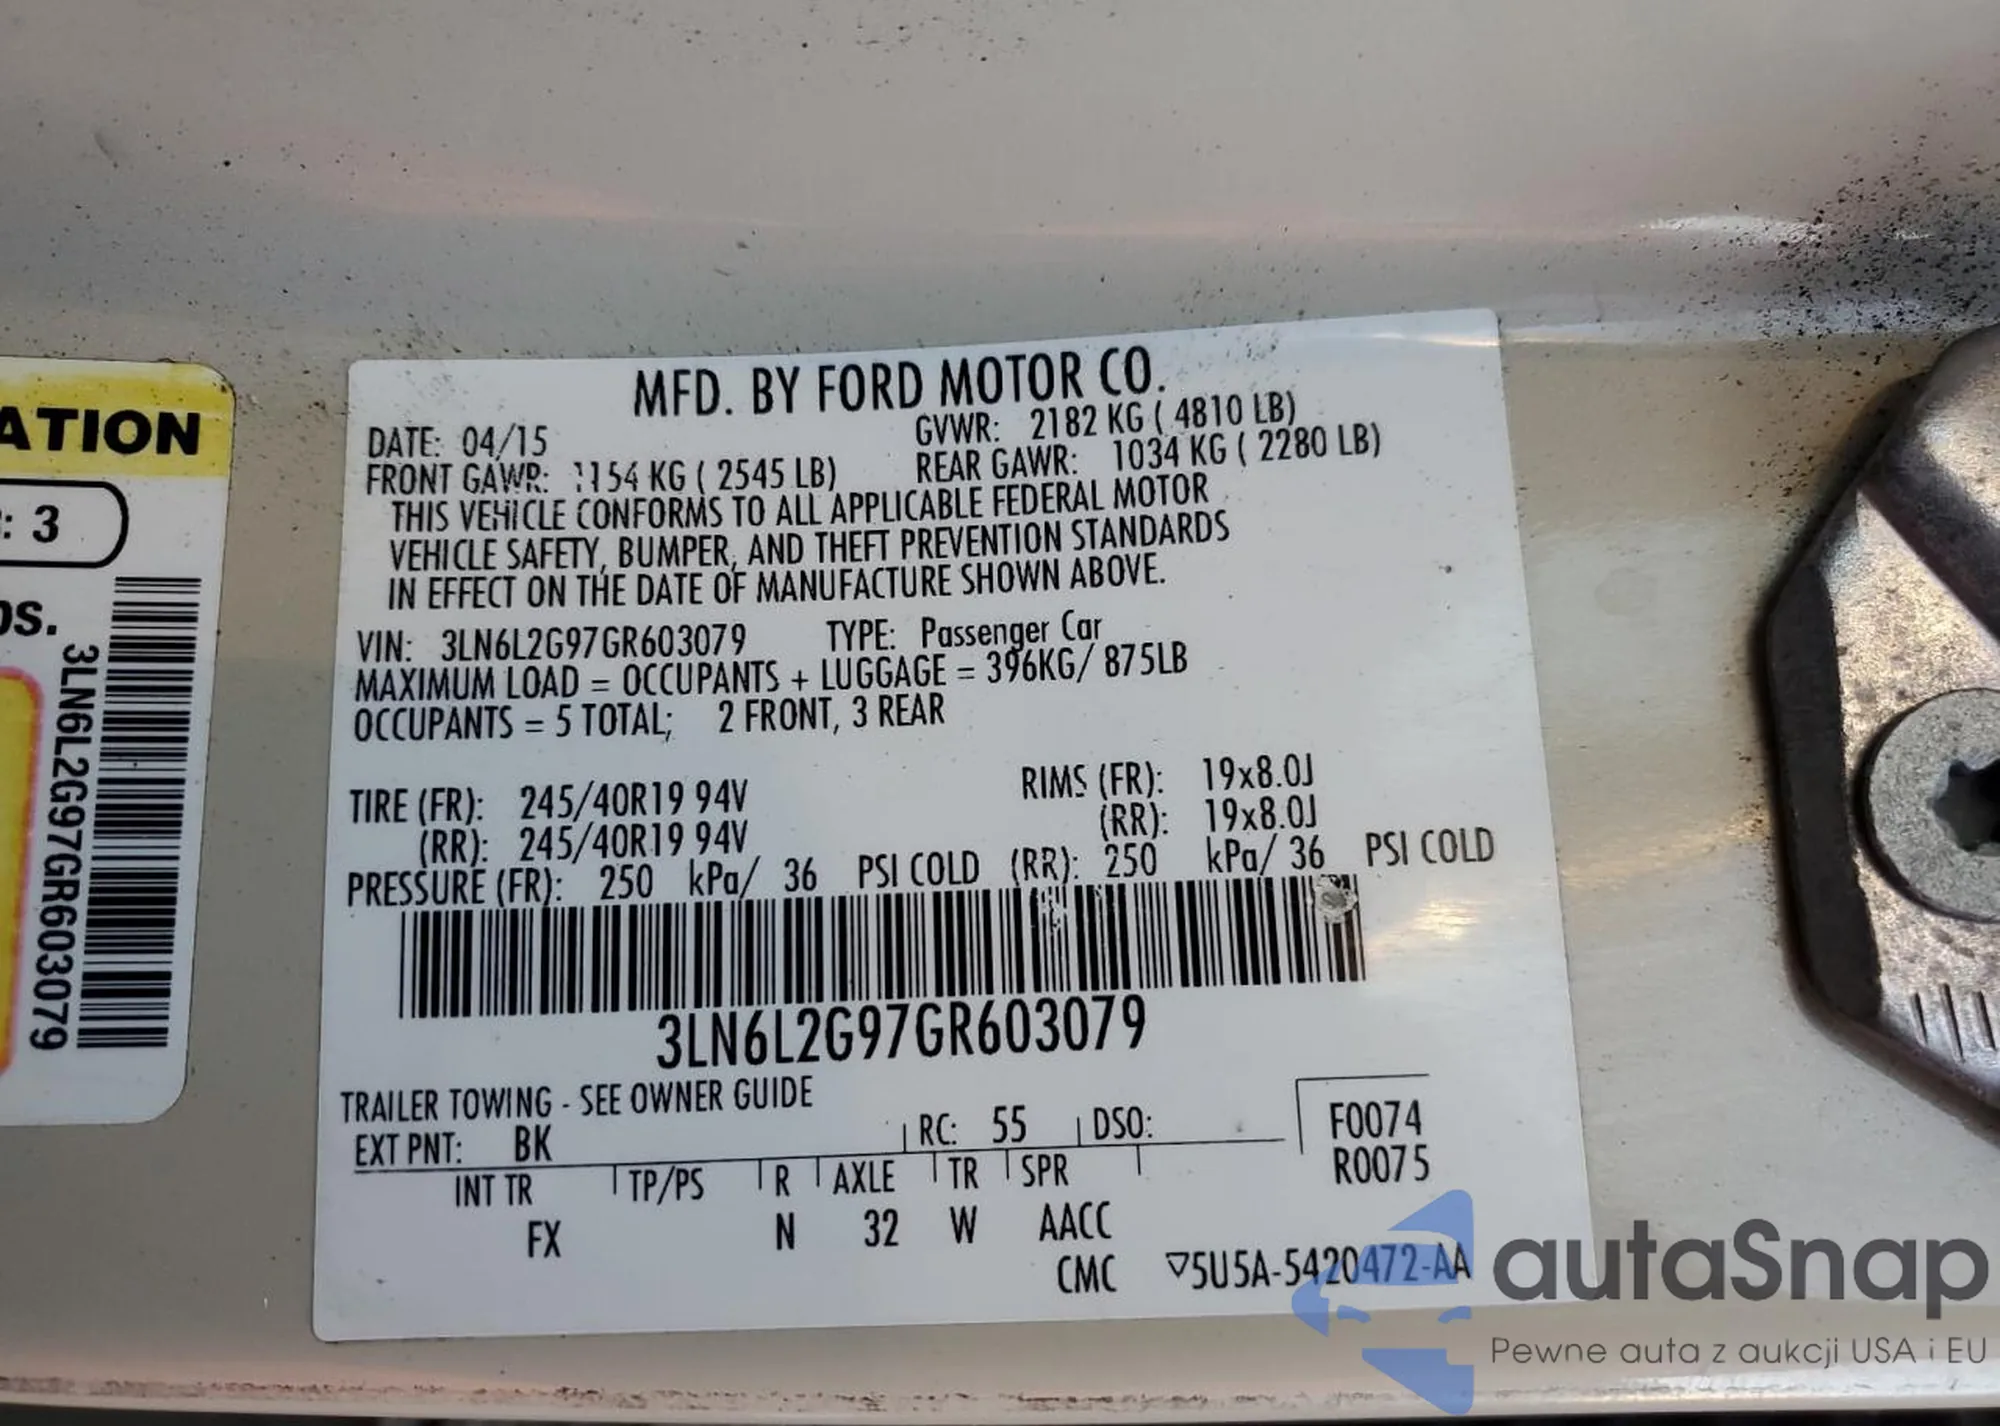 ATION
: 3
os.
3LN6L2G97GR603079
MFD. BY FORD MOTOR CO.
DATE: 04/15 GVWR: 2182 KG ( 4810 LB)
FRONT GAWR: 1154 KG ( 2545 LB) REAR GAWR: 1034 KG ( 2280 LB)
THIS VEHICLE CONFORMS TO ALL APPLICABLE FEDERAL MOTOR
VEHICLE SAFETY, BUMPER, AND THEFT PREVENTION STANDARDS
IN EFFECT ON THE DATE OF MANUFACTURE SHOWN ABOVE.
VIN: 3LN6L2G97GR603079 TYPE: Passenger Car
MAXIMUM LOAD = OCCUPANTS + LUGGAGE = 396KG/ 875LB
OCCUPANTS = 5 TOTAL; 2 FRONT, 3 REAR
TIRE (FR): 245/40R19 94V RIMS (FR): 19x8.0J
(RR): 245/40R19 94V (RR): 19x8.0J
PRESSURE (FR): 250 kPa/ 36 PSI COLD (RR): 250 kPa/ 36 PSI COLD
3LN6L2G97GR603079
TRAILER TOWING - SEE OWNER GUIDE
EXT PNT: BK RC: 55 DSO: F0074
INT TR TP/PS R AXLE TR SPR R0075
FX N 32 W AACC
CMC ▽5U5A-5420472-AA
autaSnap
Pewne auta z aukcji USA i EU